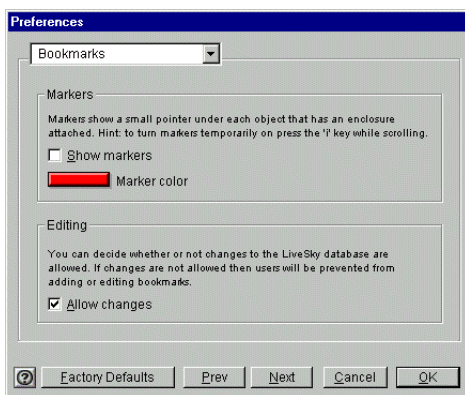 Preferences
Bookmarks
Markers
Markers show a small pointer under each object that has an enclosure
attached. Hint: to turn markers temporarily on press the 'i' key while scrolling.
Show markers
Marker color
Editing
You can decide whether or not changes to the LiveSky database are
allowed. If changes are not allowed then users will be prevented from
adding or editing bookmarks.
Allow changes
? Factory Defaults Prev Next Cancel OK